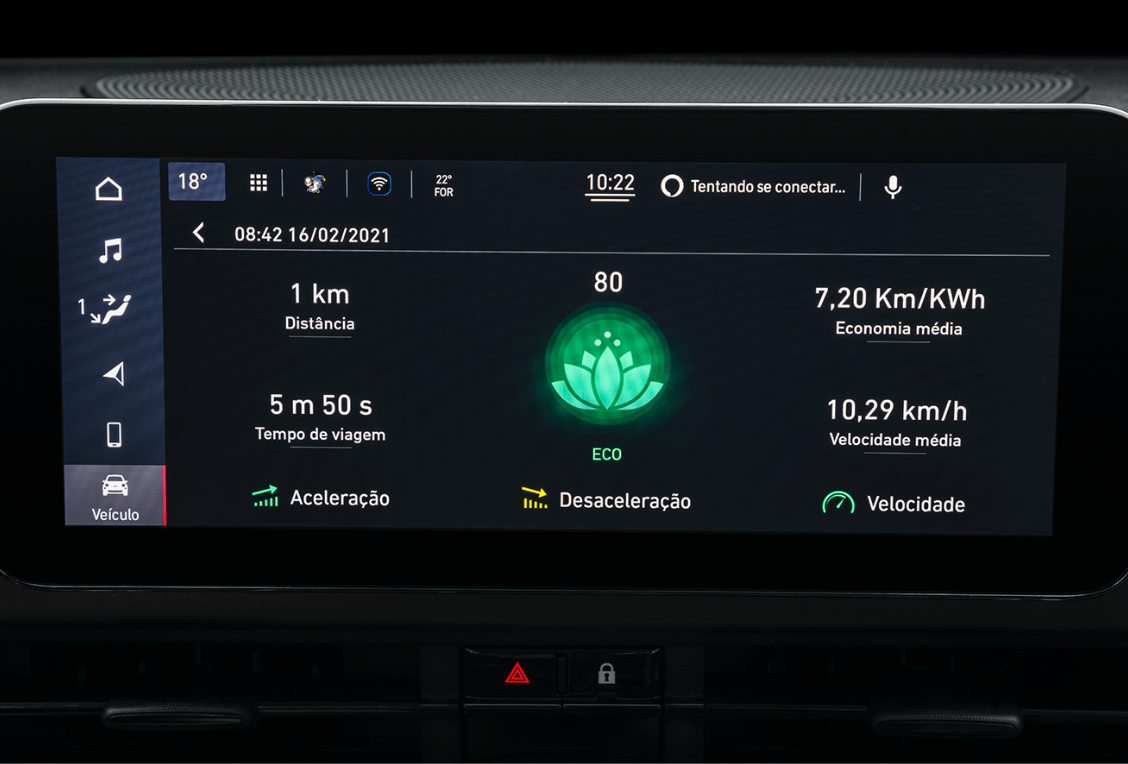 18°
22°
FOR
10:22
Tentando se conectar...
08:42 16/02/2021
1 km
Distância
80
7,20 Km/KWh
Economia média
1
5 m 50 s
Tempo de viagem
10,29 km/h
Velocidade média
ECO
Aceleração
Desaceleração
Velocidade
Veículo